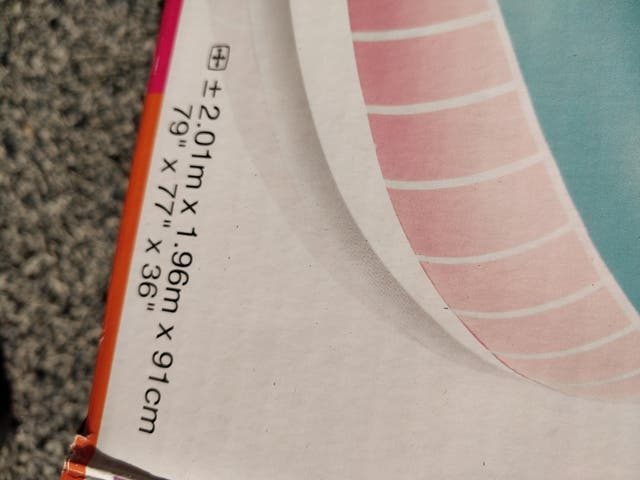 ± 2.01m x 1.96m x 91cm
79" x 77" x 36"